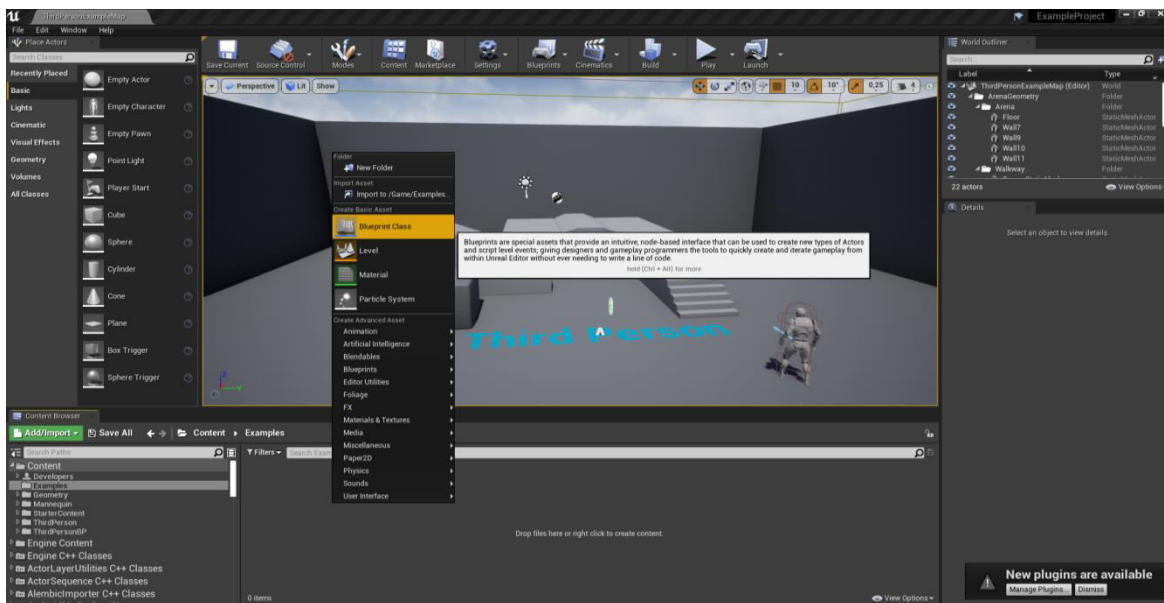 ThirdPersonExampleMap
ExampleProject
File Edit Window Help
Place Actors
Search Classes
Recently Placed
Basic
Lights
Cinematic
Visual Effects
Geometry
Volumes
All Classes
Empty Actor
Empty Character
Empty Pawn
Point Light
Player Start
Cube
Sphere
Cylinder
Cone
Plane
Box Trigger
Sphere Trigger
Save Current Source Control Modes Content Marketplace Settings Blueprints Cinematics Build Play Launch
Perspective Lit Show
10 10° 0,25 4
Folder
New Folder
Import Asset
Import to /Game/Examples...
Create Basic Asset
Blueprint Class
Level
Material
Particle System
Create Advanced Asset
Animation
Artificial Intelligence
Blendables
Blueprints
Editor Utilities
Foliage
FX
Materials & Textures
Media
Miscellaneous
Paper2D
Physics
Sounds
User Interface
Blueprints are special assets that provide an intuitive, node-based interface that can be used to create new types of Actors
and script level events; giving designers and gameplay programmers the tools to quickly create and iterate gameplay from
within Unreal Editor without ever needing to write a line of code.
hold (Ctrl + Alt) for more
Third Person
Z
Y
World Outliner
Search...
Label Type
ThirdPersonExampleMap (Editor) World
ArenaGeometry Folder
Arena Folder
Floor StaticMeshActor
Wall7 StaticMeshActor
Wall9 StaticMeshActor
Wall10 StaticMeshActor
Wall11 StaticMeshActor
Walkway Folder
22 actors View Options
Details
Select an object to view details.
Content Browser
Add/Import Save All Content Examples
Search Paths
Filters Search Exam
Content
Developers
Examples
Geometry
Mannequin
StarterContent
ThirdPerson
ThirdPersonBP
Engine Content
Engine C++ Classes
ActorLayerUtilities C++ Classes
ActorSequence C++ Classes
AlembicImporter C++ Classes
Drop files here or right click to create content.
0 items View Options
New plugins are available
Manage Plugins... Dismiss